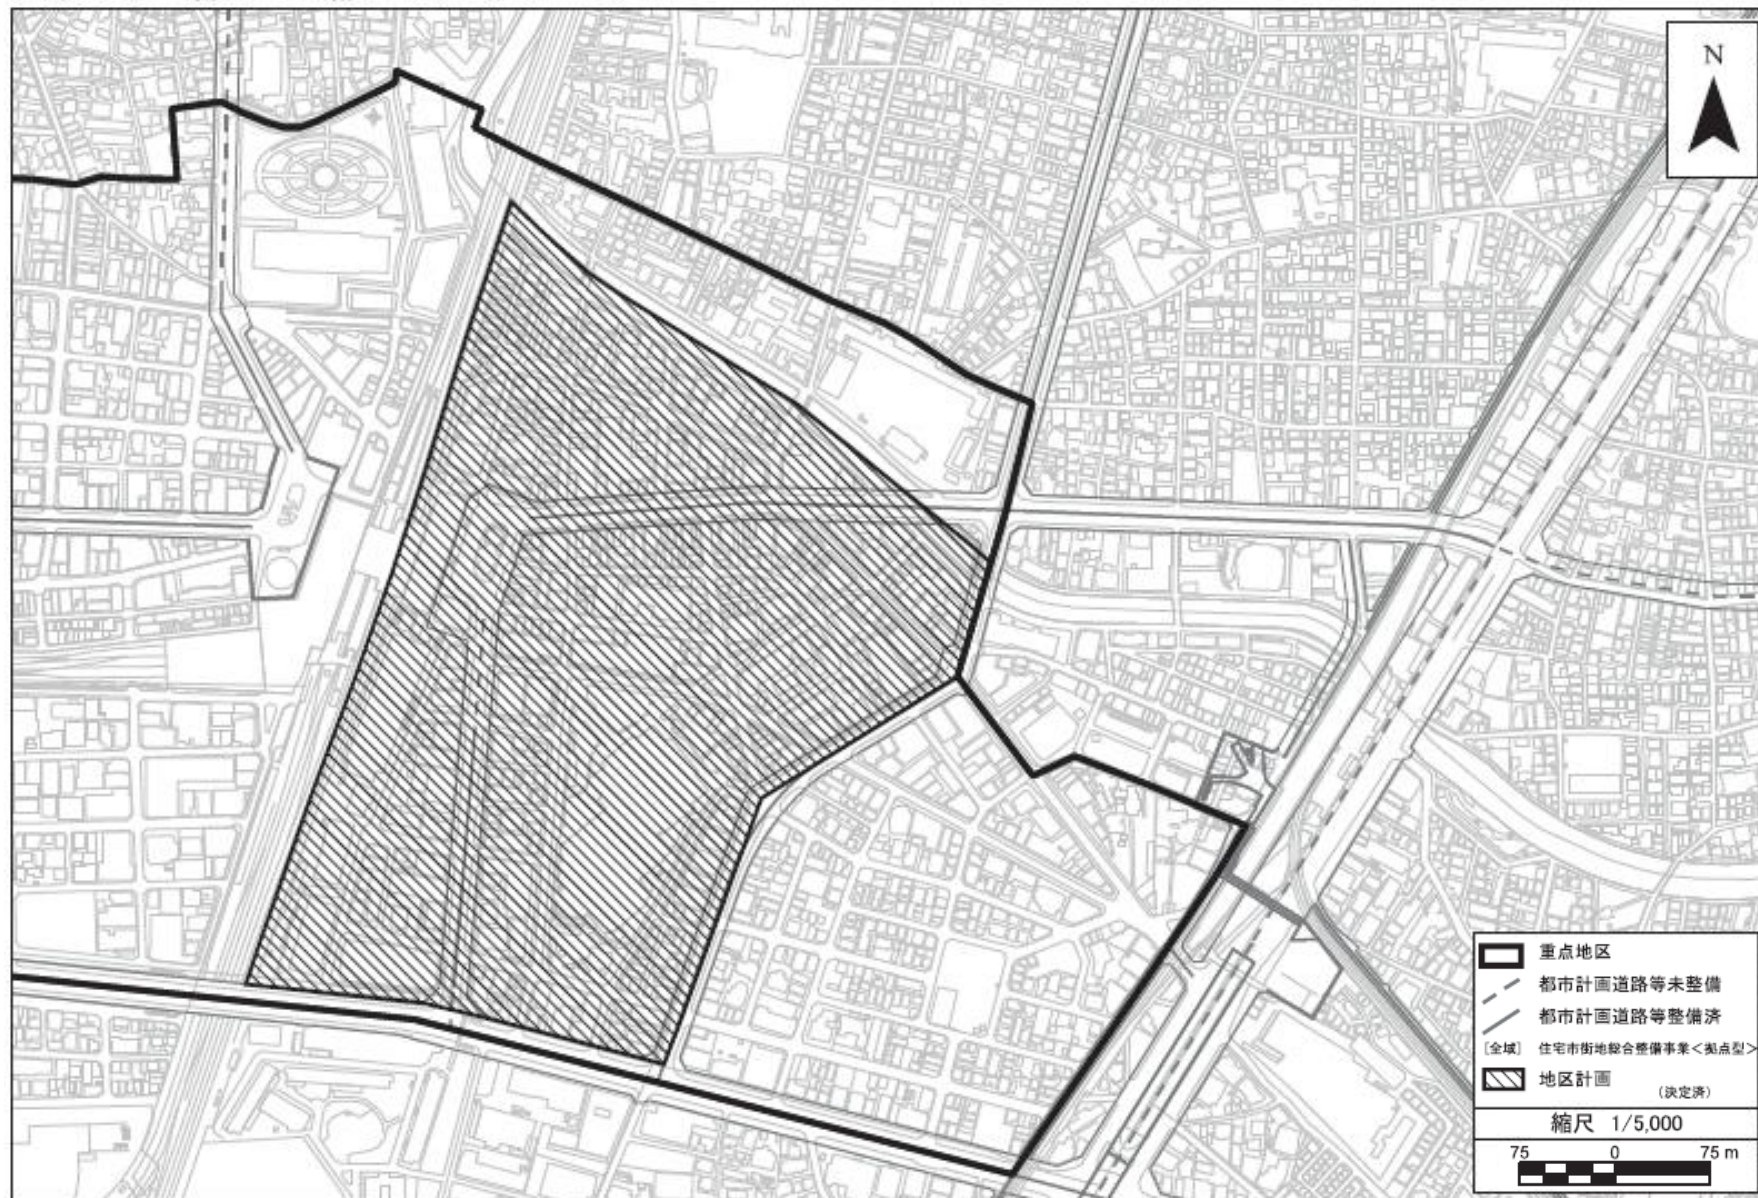 N
重点地区
都市計画道路等未整備
都市計画道路等整備済
[全域] 住宅市街地総合整備事業<拠点型>
地区計画 (決定済)
縮尺 1/5,000
75 0 75 m